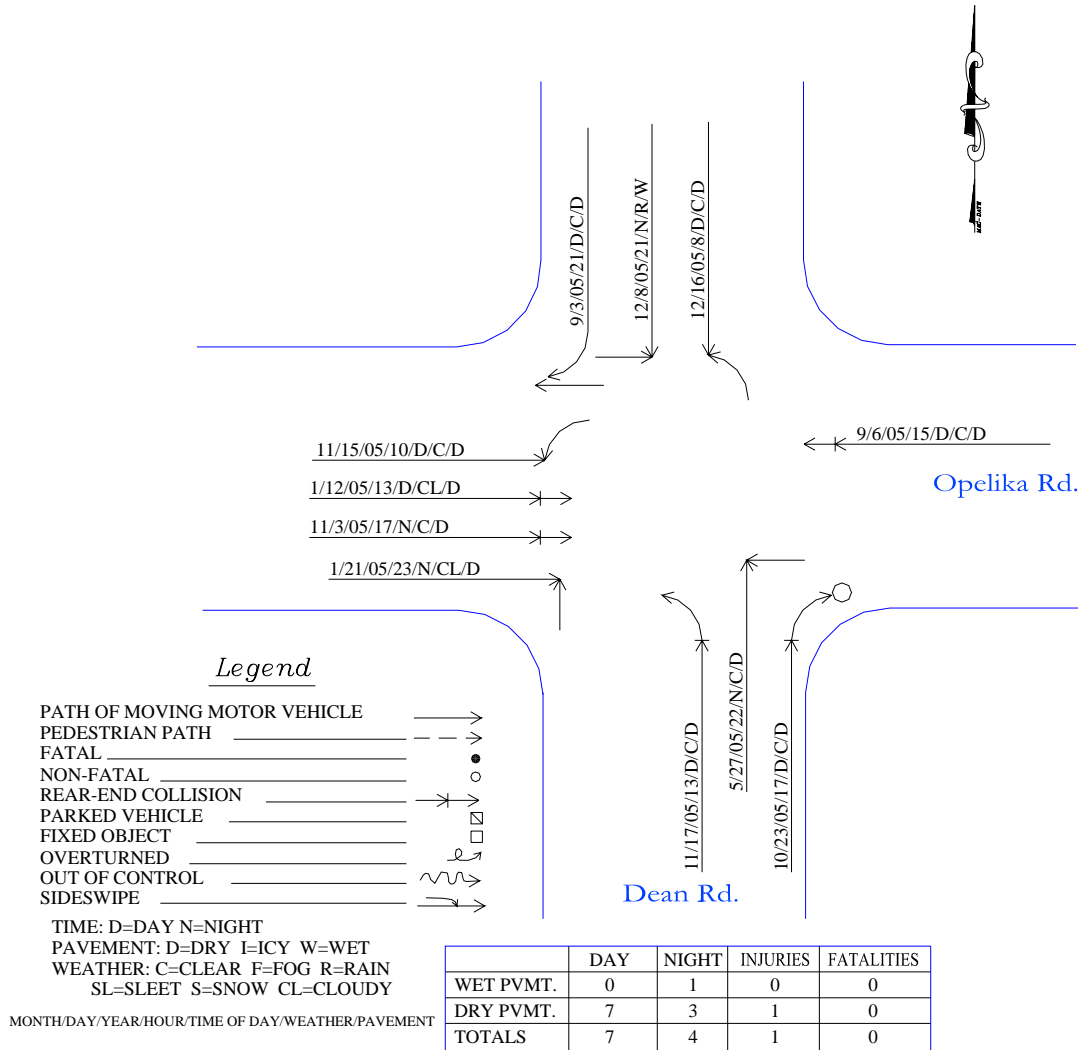 9/3/05/21/D/C/D
12/8/05/21/N/R/W
12/16/05/8/D/C/D
11/15/05/10/D/C/D
1/12/05/13/D/CL/D
11/3/05/17/N/C/D
1/21/05/23/N/CL/D
9/6/05/15/D/C/D
Opelika Rd.
11/17/05/13/D/C/D
5/27/05/22/N/C/D
10/23/05/17/D/C/D
Dean Rd.
Legend
PATH OF MOVING MOTOR VEHICLE
PEDESTRIAN PATH
FATAL
NON-FATAL
REAR-END COLLISION
PARKED VEHICLE
FIXED OBJECT
OVERTURNED
OUT OF CONTROL
SIDESWIPE
TIME: D=DAY N=NIGHT
PAVEMENT: D=DRY I=ICY W=WET
WEATHER: C=CLEAR F=FOG R=RAIN
SL=SLEET S=SNOW CL=CLOUDY
MONTH/DAY/YEAR/HOUR/TIME OF DAY/WEATHER/PAVEMENT
DAY NIGHT INJURIES FATALITIES
WET PVMT. 0 1 0 0
DRY PVMT. 7 3 1 0
TOTALS 7 4 1 0